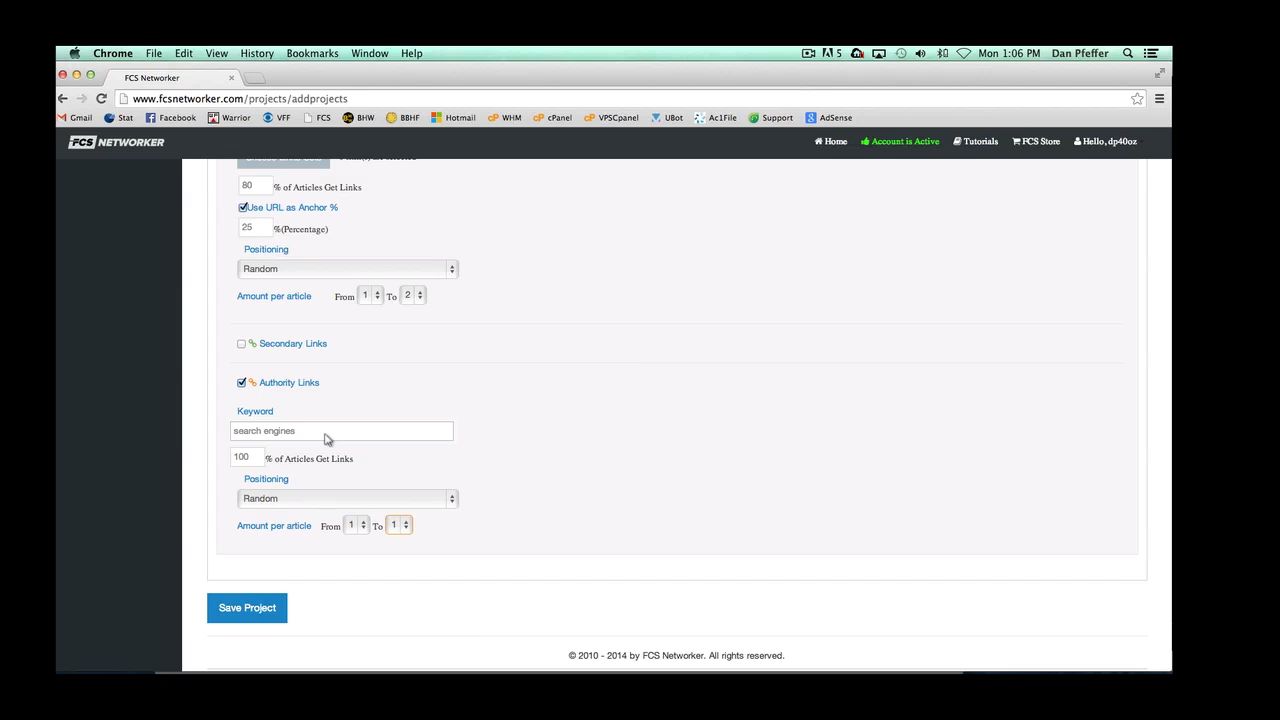 Chrome File Edit View History Bookmarks Window Help 5 Mon 1:06 PM Dan Pfeffer
FCS Networker
www.fcsnetworker.com/projects/addprojects
Gmail Stat Facebook Warrior VFF FCS BHW BBHF Hotmail WHM cPanel VPSCpanel UBot Ac1File Support AdSense
FCS NETWORKER Home Account is Active Tutorials FCS Store Hello, dp40oz
80 % of Articles Get Links
Use URL as Anchor %
25 %(Percentage)
Positioning
Random
Amount per article From 1 To 2
Secondary Links
Authority Links
Keyword
search engines
100 % of Articles Get Links
Positioning
Random
Amount per article From 1 To 1
Save Project
© 2010 - 2014 by FCS Networker. All rights reserved.